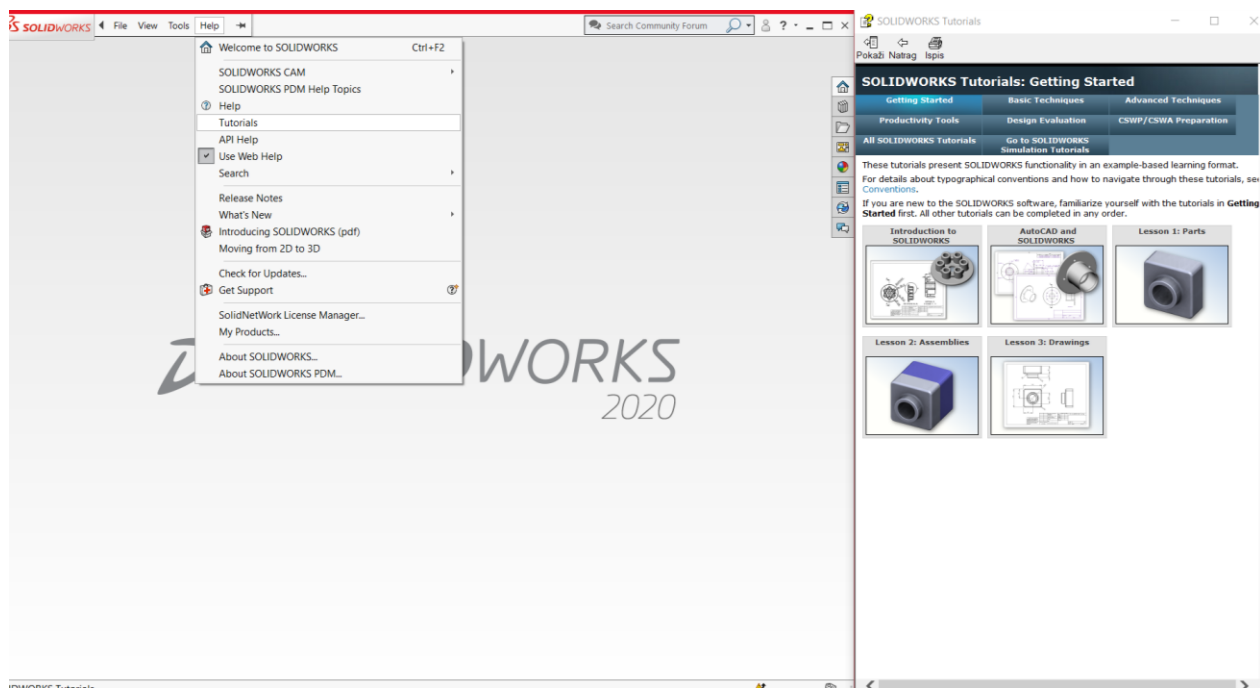 SOLIDWORKS
File View Tools Help
Search Community Forum
Welcome to SOLIDWORKS Ctrl+F2
SOLIDWORKS CAM
SOLIDWORKS PDM Help Topics
Help
Tutorials
API Help
Use Web Help
Search
Release Notes
What's New
Introducing SOLIDWORKS (pdf)
Moving from 2D to 3D
Check for Updates...
Get Support
SolidNetWork License Manager...
My Products...
About SOLIDWORKS...
About SOLIDWORKS PDM...
WORKS
2020
SOLIDWORKS Tutorials
Pokaži Natrag Ispis
SOLIDWORKS Tutorials: Getting Started
Getting Started Basic Techniques Advanced Techniques
Productivity Tools Design Evaluation CSWP/CSWA Preparation
All SOLIDWORKS Tutorials Go to SOLIDWORKS
Simulation Tutorials
These tutorials present SOLIDWORKS functionality in an example-based learning format.
For details about typographical conventions and how to navigate through these tutorials, see
Conventions.
If you are new to the SOLIDWORKS software, familiarize yourself with the tutorials in Getting
Started first. All other tutorials can be completed in any order.
Introduction to
SOLIDWORKS
AutoCAD and
SOLIDWORKS
Lesson 1: Parts
Lesson 2: Assemblies
Lesson 3: Drawings